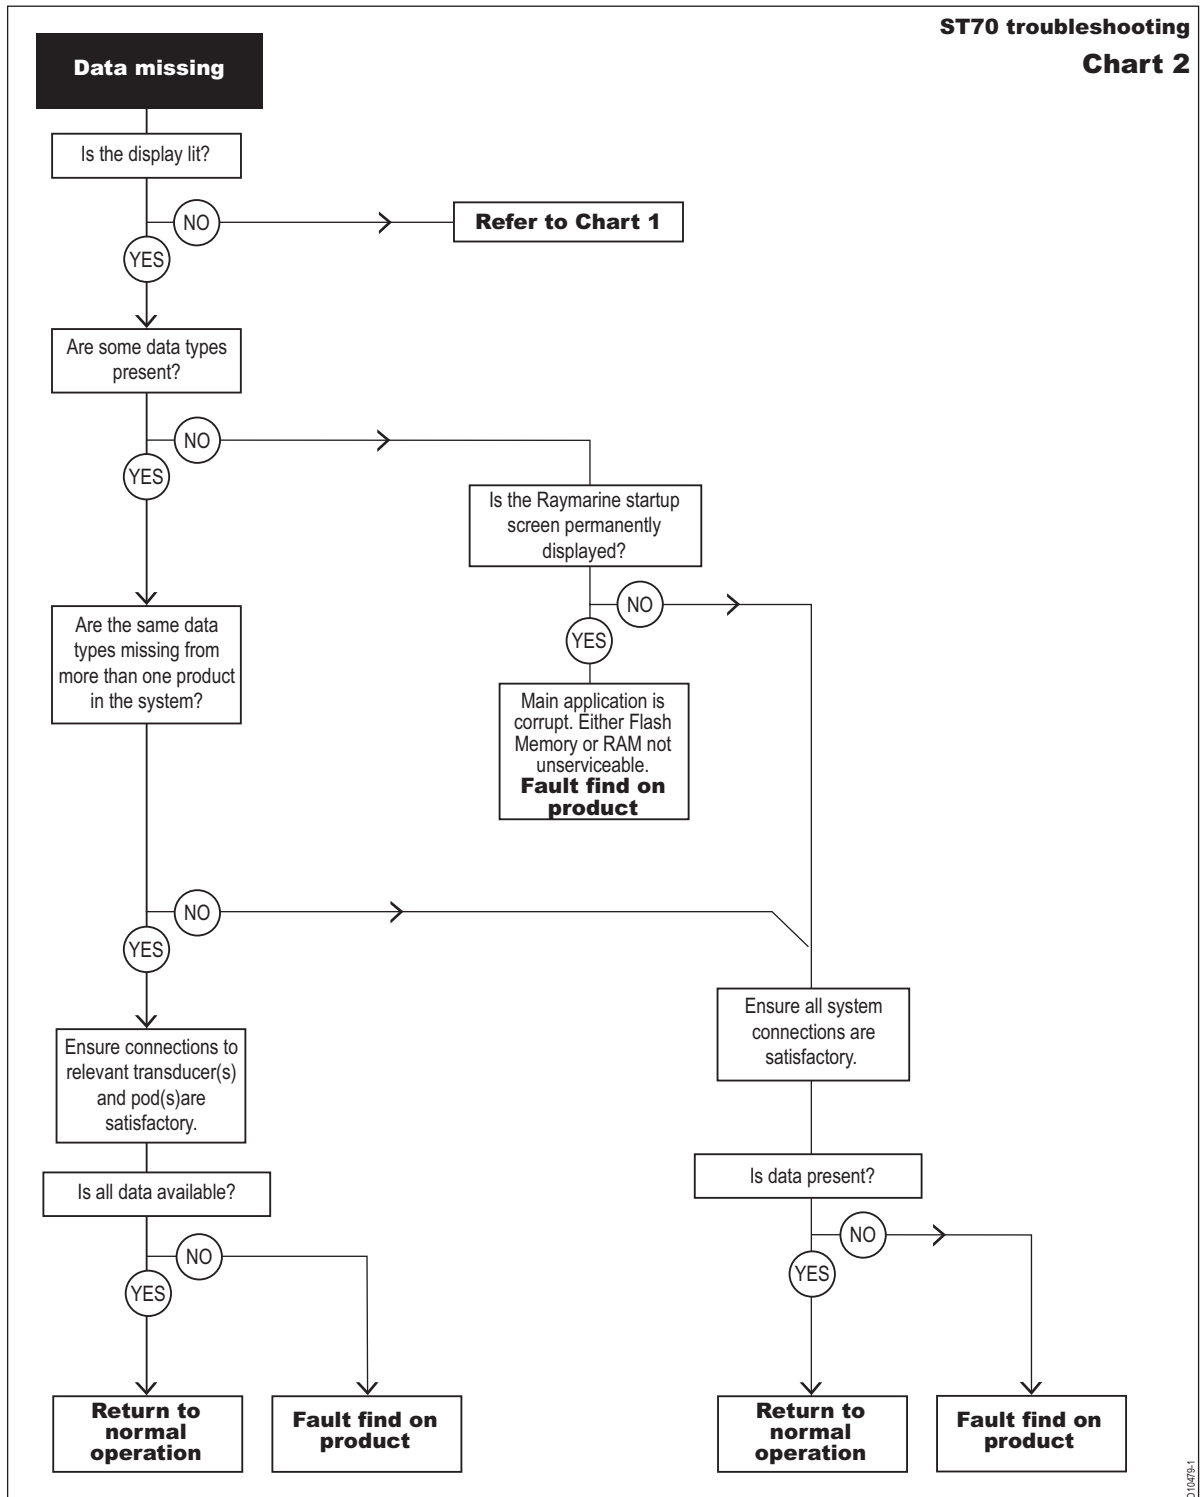 ST70 troubleshooting
Chart 2
Data missing
Is the display lit?
NO
Refer to Chart 1
YES
Are some data types
present?
NO
YES
Is the Raymarine startup
screen permanently
displayed?
NO
YES
Are the same data
types missing from
more than one product
in the system?
Main application is
corrupt. Either Flash
Memory or RAM not
unserviceable.
Fault find on
product
NO
YES
Ensure all system
connections are
satisfactory.
Ensure connections to
relevant transducer(s)
and pod(s)are
satisfactory.
Is all data available?
Is data present?
NO
YES
NO
YES
Return to
normal
operation
Fault find on
product
Return to
normal
operation
Fault find on
product
D10479-1